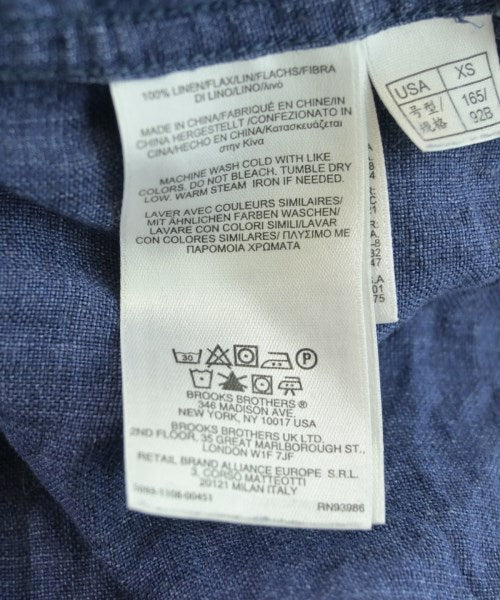 100% LINEN/FLAX/LIN/FLACHS/FIBRA
DI LINO/LINO/λινό
MADE IN CHINA/FABRIQUÉ EN CHINE/IN
CHINA HERGESTELLT/CONFEZIONATO IN
CINA/HECHO EN CHINA/Κατασκευάζεται
στην Κίνα
MACHINE WASH COLD WITH LIKE
COLORS. DO NOT BLEACH. TUMBLE DRY
LOW. WARM STEAM IRON IF NEEDED.
LAVER AVEC COULEURS SIMILAIRES/
MIT ÄHNLICHEN FARBEN WASCHEN/
LAVARE CON COLORI SIMILI/LAVAR
CON COLORES SIMILARES/ ΠΛΥΣΙΜΟ ΜΕ
ΠΑΡΟΜΟΙΑ ΧΡΩΜΑΤΑ
30 P
BROOKS BROTHERS®
346 MADISON AVE.
NEW YORK, NY 10017 USA
BROOKS BROTHERS UK LTD.
2ND FLOOR, 35 GREAT MARLBOROUGH ST.,
LONDON W1F 7JF
RETAIL BRAND ALLIANCE EUROPE S.R.L.
3, CORSO MATTEOTTI
20121 MILAN ITALY
RN93986
USA XS
号型/ 165/
规格 92B